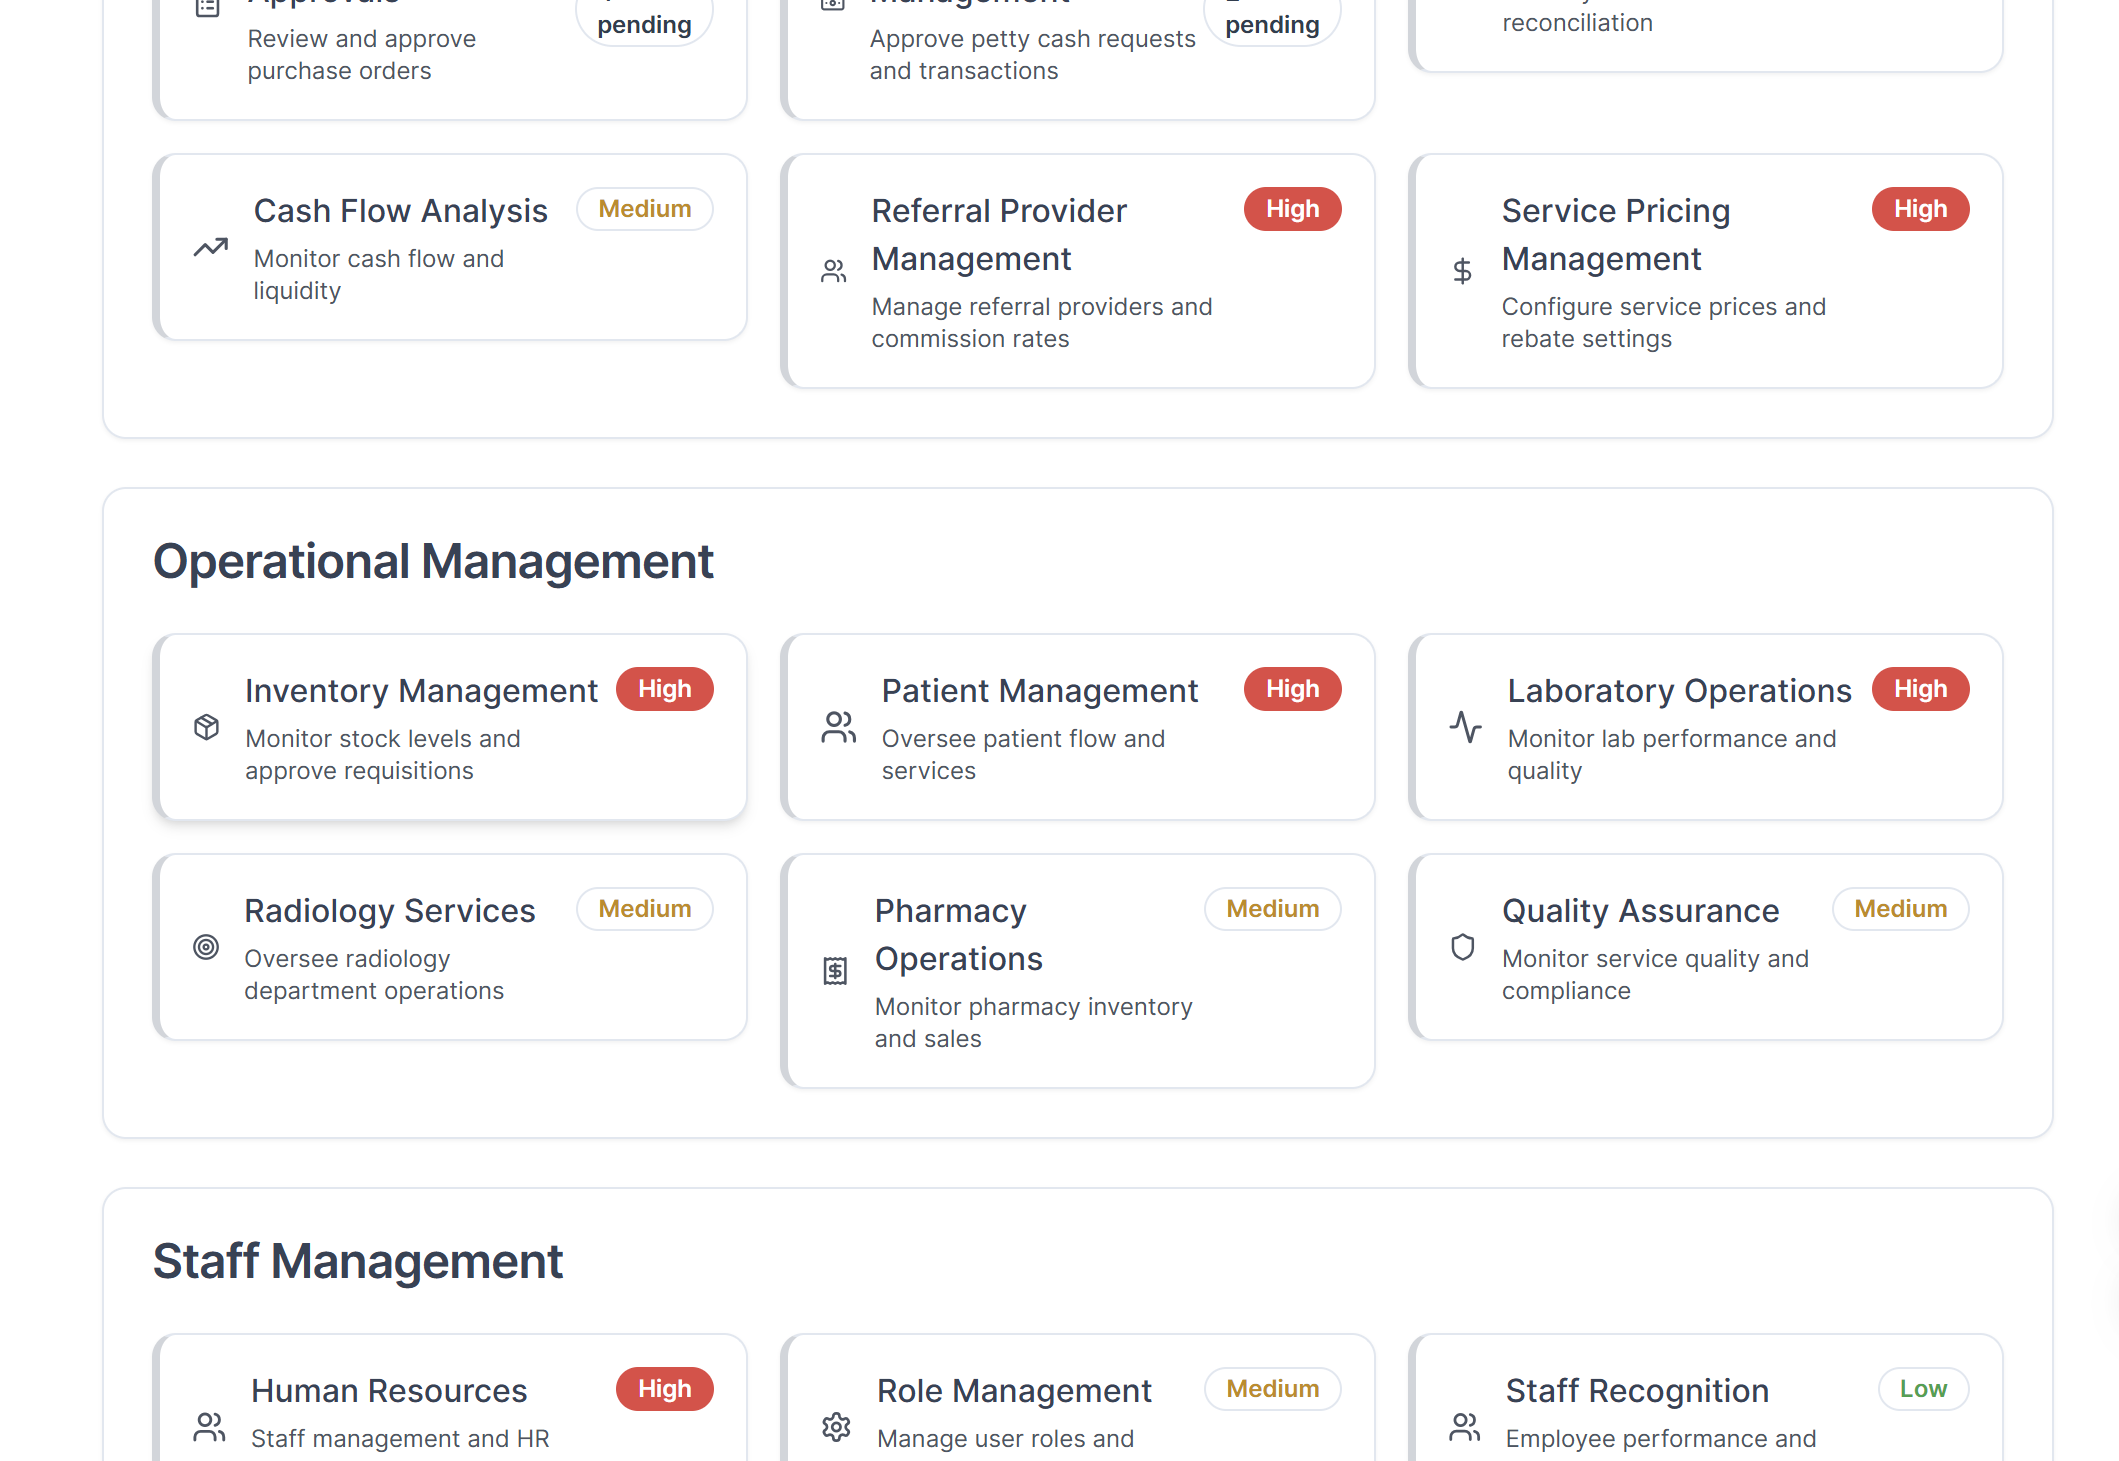 Approvals
pending
Review and approve
purchase orders
Management
pending
Approve petty cash requests
and transactions
reconciliation
Cash Flow Analysis
Medium
Monitor cash flow and
liquidity
Referral Provider
Management
High
Manage referral providers and
commission rates
Service Pricing
Management
High
Configure service prices and
rebate settings
Operational Management
Inventory Management
High
Monitor stock levels and
approve requisitions
Patient Management
High
Oversee patient flow and
services
Laboratory Operations
High
Monitor lab performance and
quality
Radiology Services
Medium
Oversee radiology
department operations
Pharmacy
Operations
Medium
Monitor pharmacy inventory
and sales
Quality Assurance
Medium
Monitor service quality and
compliance
Staff Management
Human Resources
High
Staff management and HR
Role Management
Medium
Manage user roles and
Staff Recognition
Low
Employee performance and